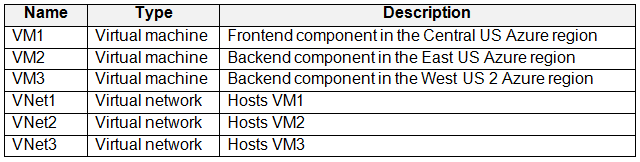 Name Type Description
VM1 Virtual machine Frontend component in the Central US Azure region
VM2 Virtual machine Backend component in the East US Azure region
VM3 Virtual machine Backend component in the West US 2 Azure region
VNet1 Virtual network Hosts VM1
VNet2 Virtual network Hosts VM2
VNet3 Virtual network Hosts VM3